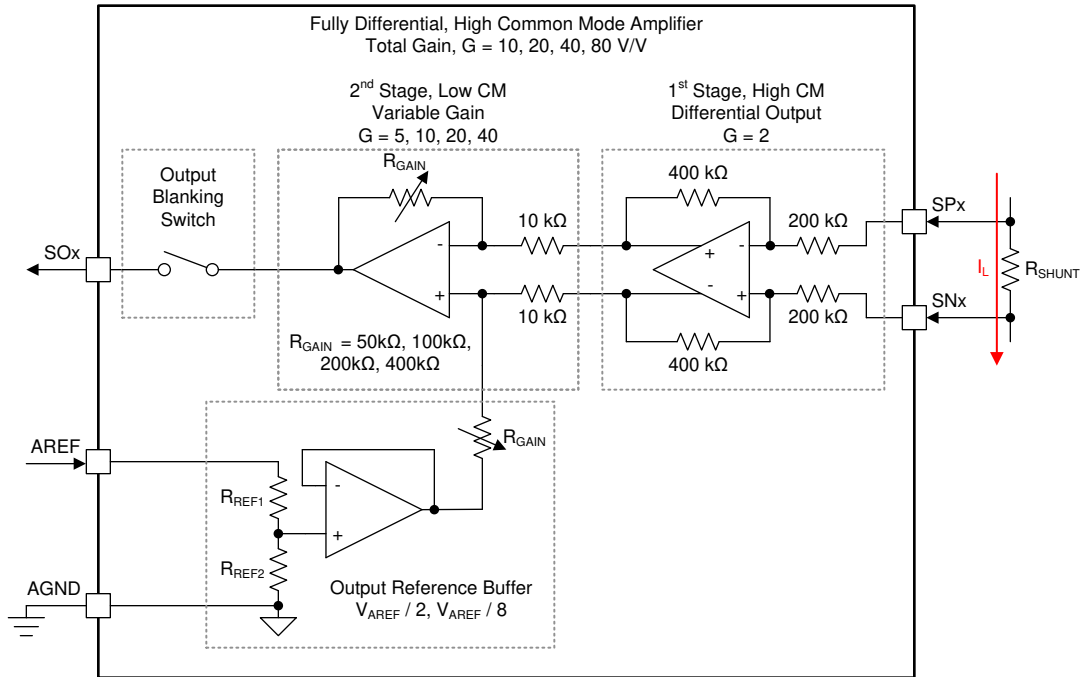 Fully Differential, High Common Mode Amplifier
Total Gain, G = 10, 20, 40, 80 V/V
2nd Stage, Low CM
Variable Gain
G = 5, 10, 20, 40
1st Stage, High CM
Differential Output
G = 2
Output
Blanking
Switch
RGAIN
400 kΩ
10 kΩ
200 kΩ
SPx
SOx
-
+
-
+
IL
RSHUNT
+
-
+
SNx
10 kΩ
200 kΩ
RGAIN = 50kΩ, 100kΩ,
200kΩ, 400kΩ
400 kΩ
AREF
RGAIN
RREF1
-
+
RREF2
AGND
Output Reference Buffer
VAREF / 2, VAREF / 8